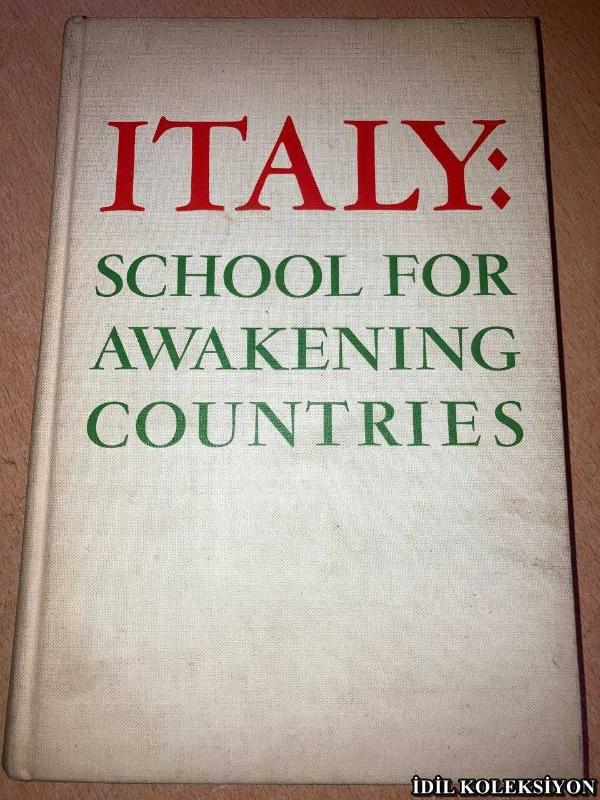 ITALY:
SCHOOL FOR
AWAKENING
COUNTRIES
İDİL KOLEKSİYON